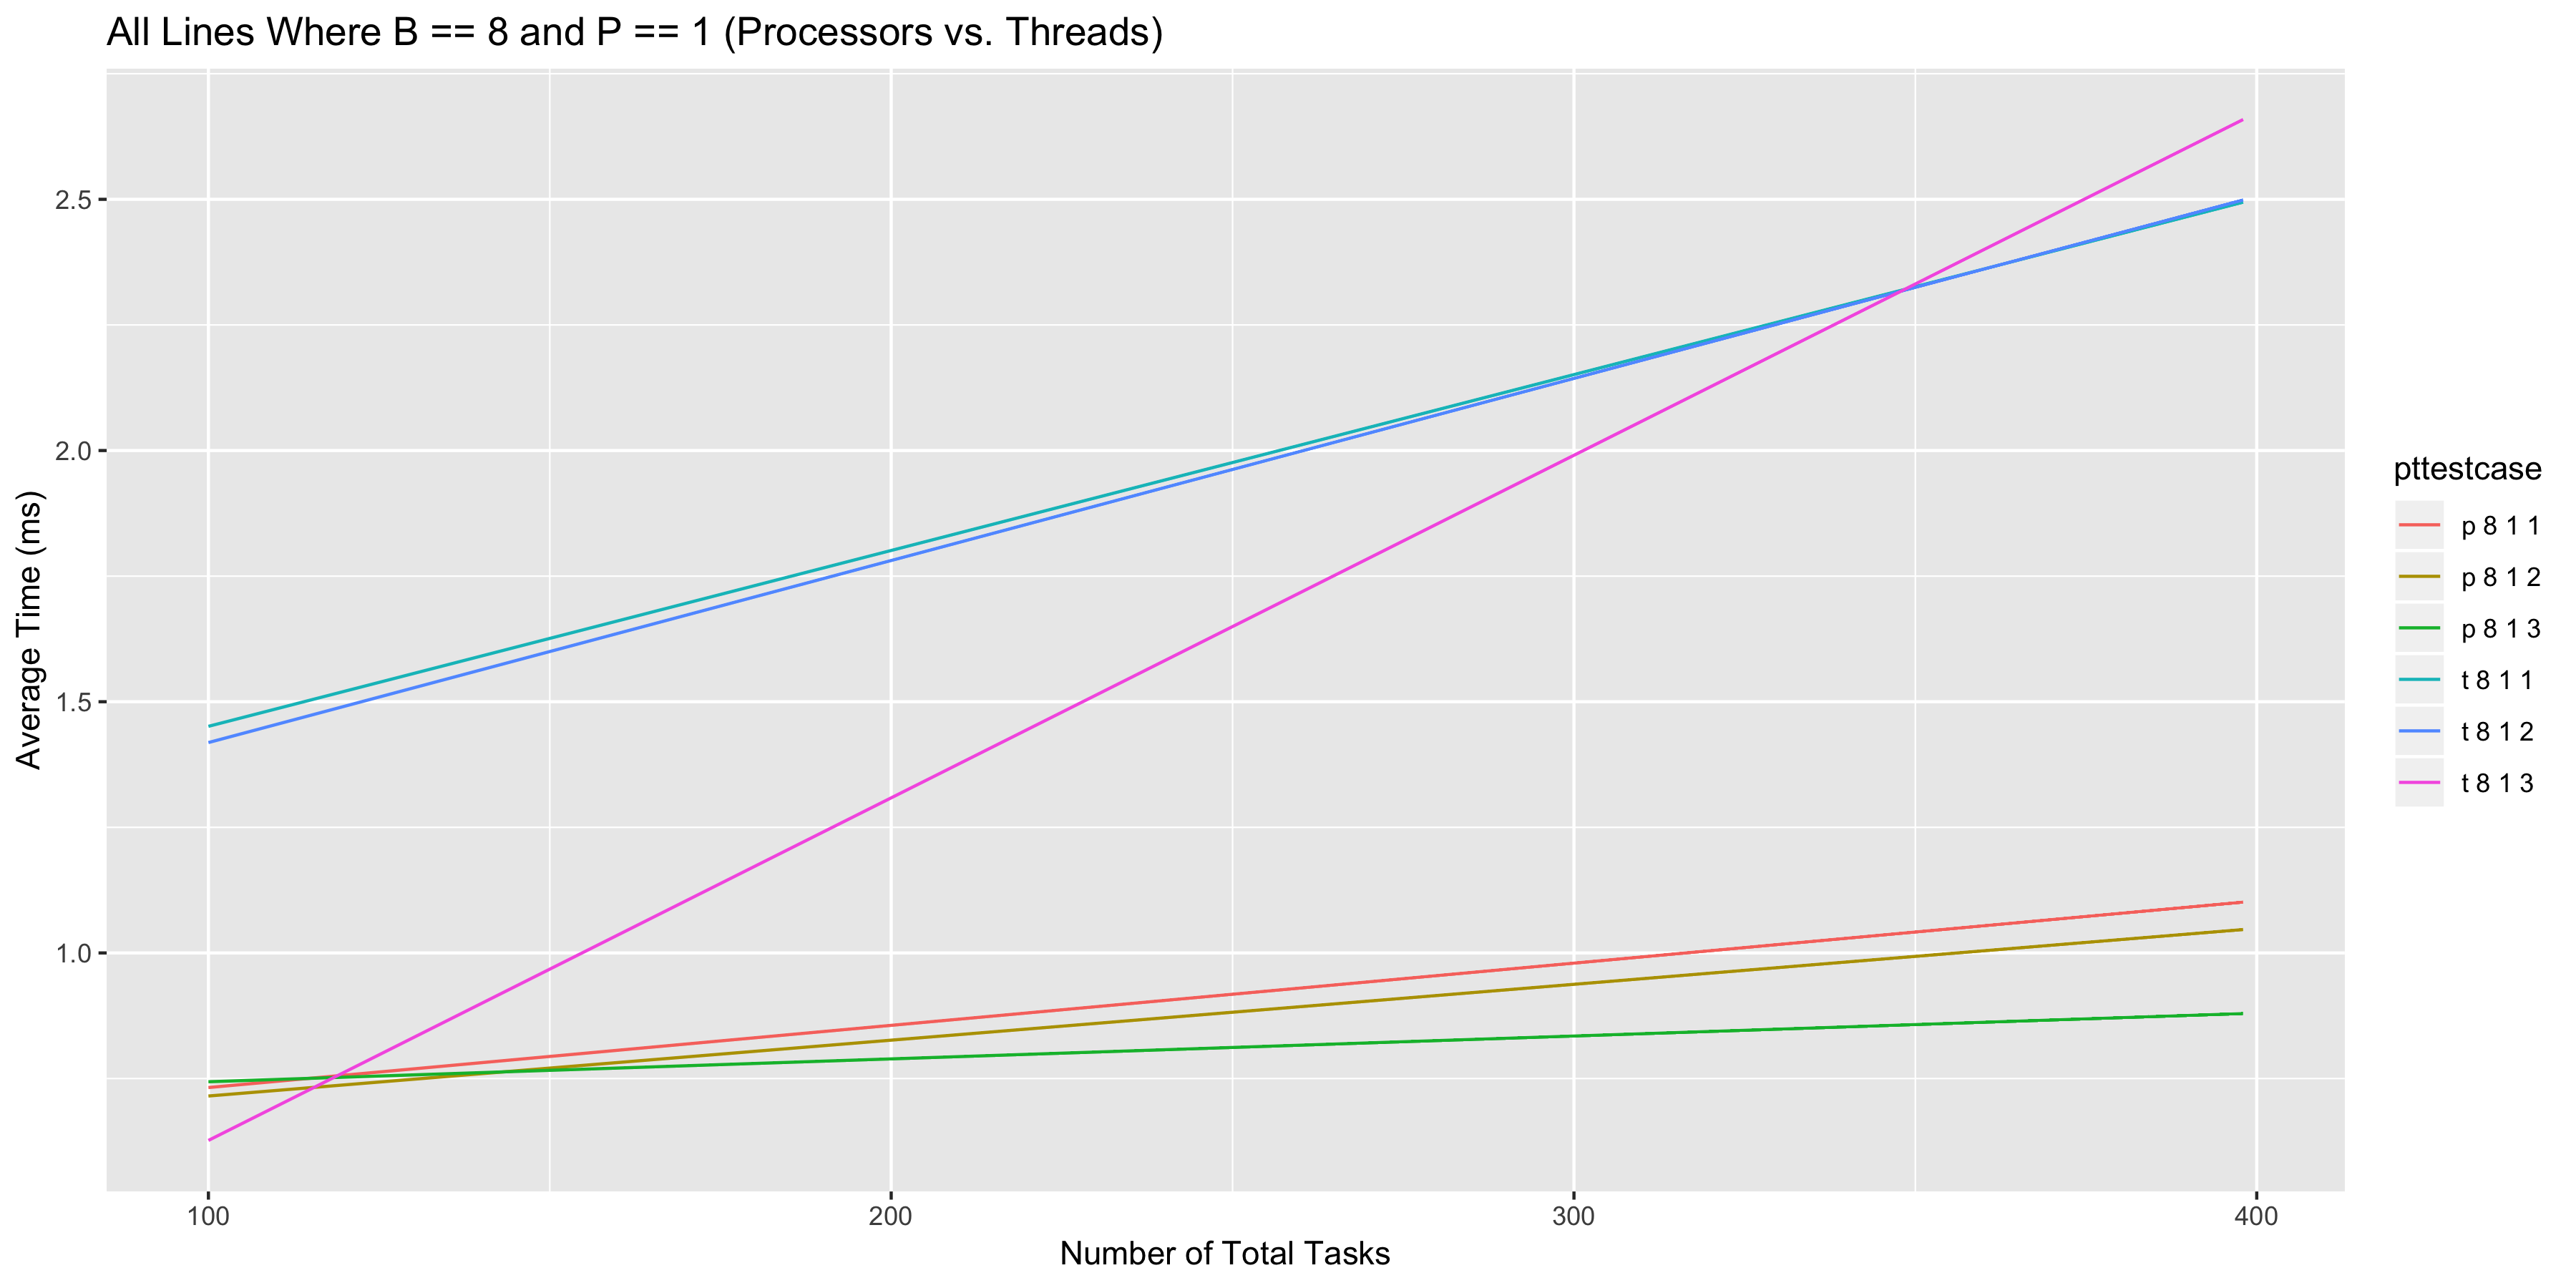 All Lines Where B == 8 and P == 1 (Processors vs. Threads)
Average Time (ms)
2.5
2.0
1.5
1.0
100
200
300
400
Number of Total Tasks
pttestcase
p 8 1 1
p 8 1 2
p 8 1 3
t 8 1 1
t 8 1 2
t 8 1 3